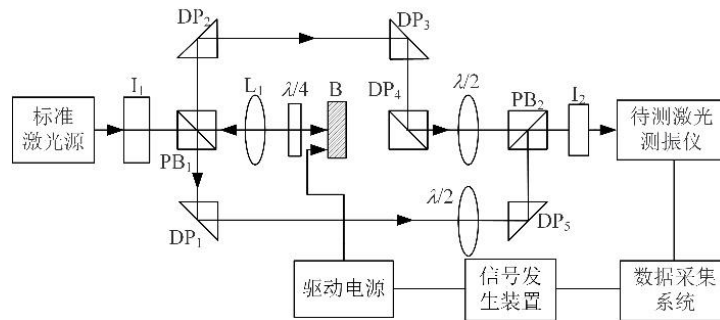 DP₂
DP₃
I₁
L₁
λ/4
B
DP₄
λ/2
PB₂
I₂
标准
激光源
待测激光
测振仪
PB₁
λ/2
DP₁
DP₅
驱动电源
信号发
生装置
数据采集
系统